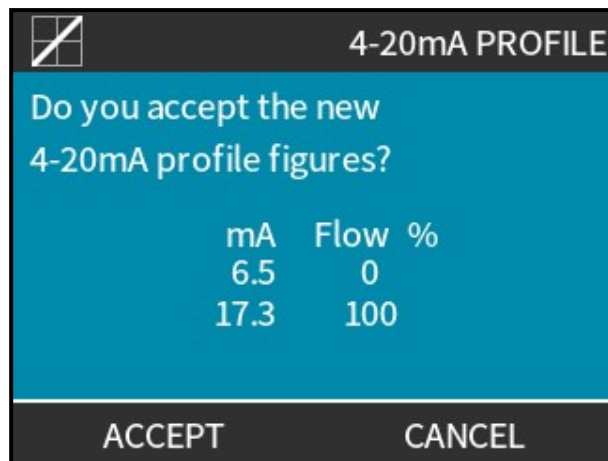 4-20mA PROFILE
Do you accept the new
4-20mA profile figures?
mA Flow %
6.5 0
17.3 100
ACCEPT CANCEL